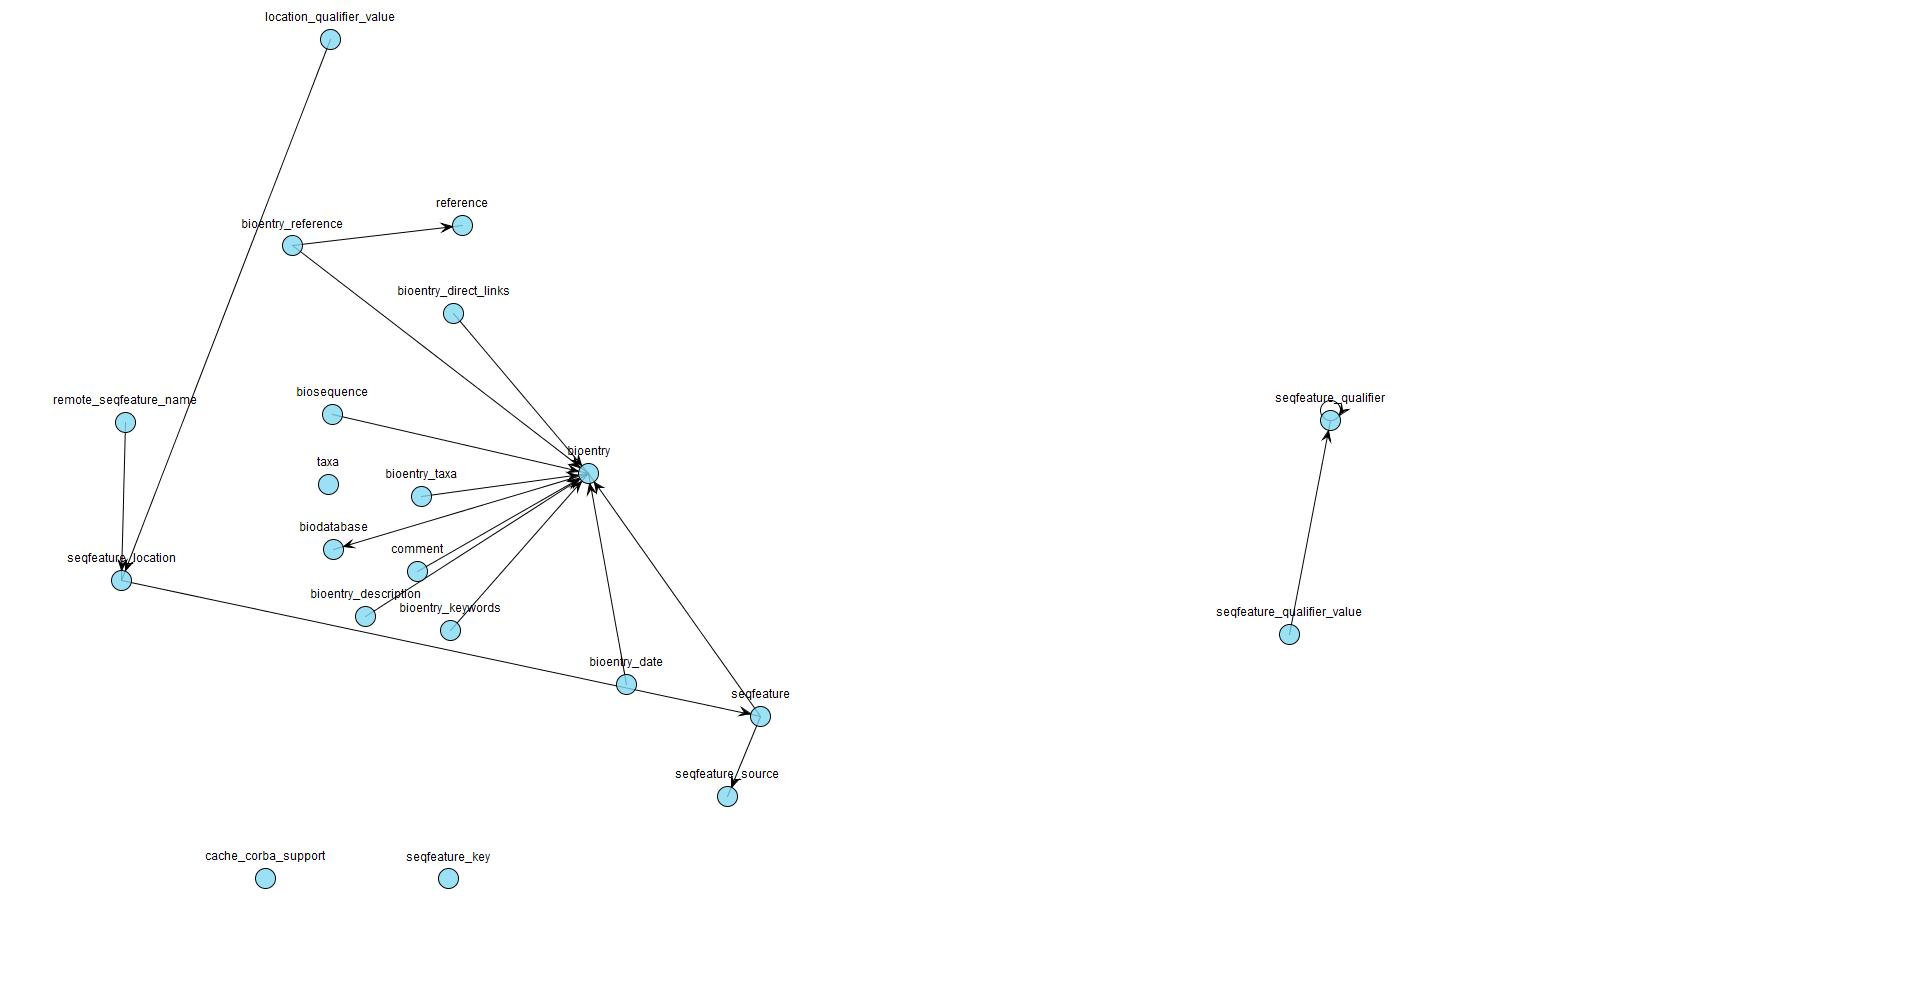 location_qualifier_value
reference
bioentry_reference
bioentry_direct_links
biosequence
remote_seqfeature_name
seqfeature_qualifier
bioentry
taxa
bioentry_taxa
biodatabase
comment
seqfeature_location
bioentry_description
bioentry_keywords
seqfeature_qualifier_value
bioentry_date
seqfeature
seqfeature_source
cache_corba_support
seqfeature_key